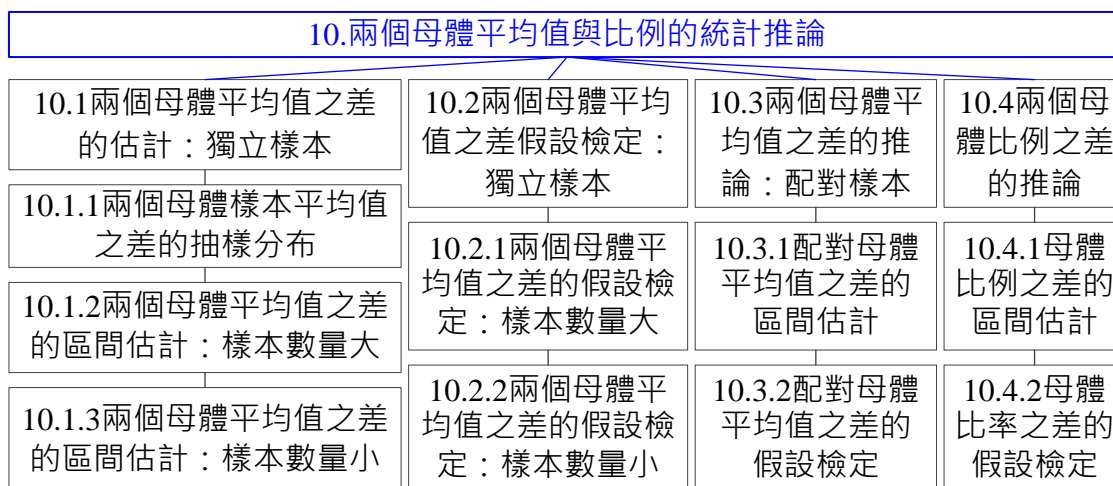 10.兩個母體平均值與比例的統計推論
10.1兩個母體平均值之差
的估計：獨立樣本
10.1.1兩個母體樣本平均值
之差的抽樣分布
10.1.2兩個母體平均值之差
的區間估計：樣本數量大
10.1.3兩個母體平均值之差
的區間估計：樣本數量小
10.2兩個母體平均
值之差假設檢定：
獨立樣本
10.2.1兩個母體平
均值之差的假設檢
定：樣本數量大
10.2.2兩個母體平
均值之差的假設檢
定：樣本數量小
10.3兩個母體平
均值之差的推
論：配對樣本
10.3.1配對母體
平均值之差的
區間估計
10.3.2配對母體
平均值之差的
假設檢定
10.4兩個母
體比例之差
的推論
10.4.1母體
比例之差的
區間估計
10.4.2母體
比率之差的
假設檢定